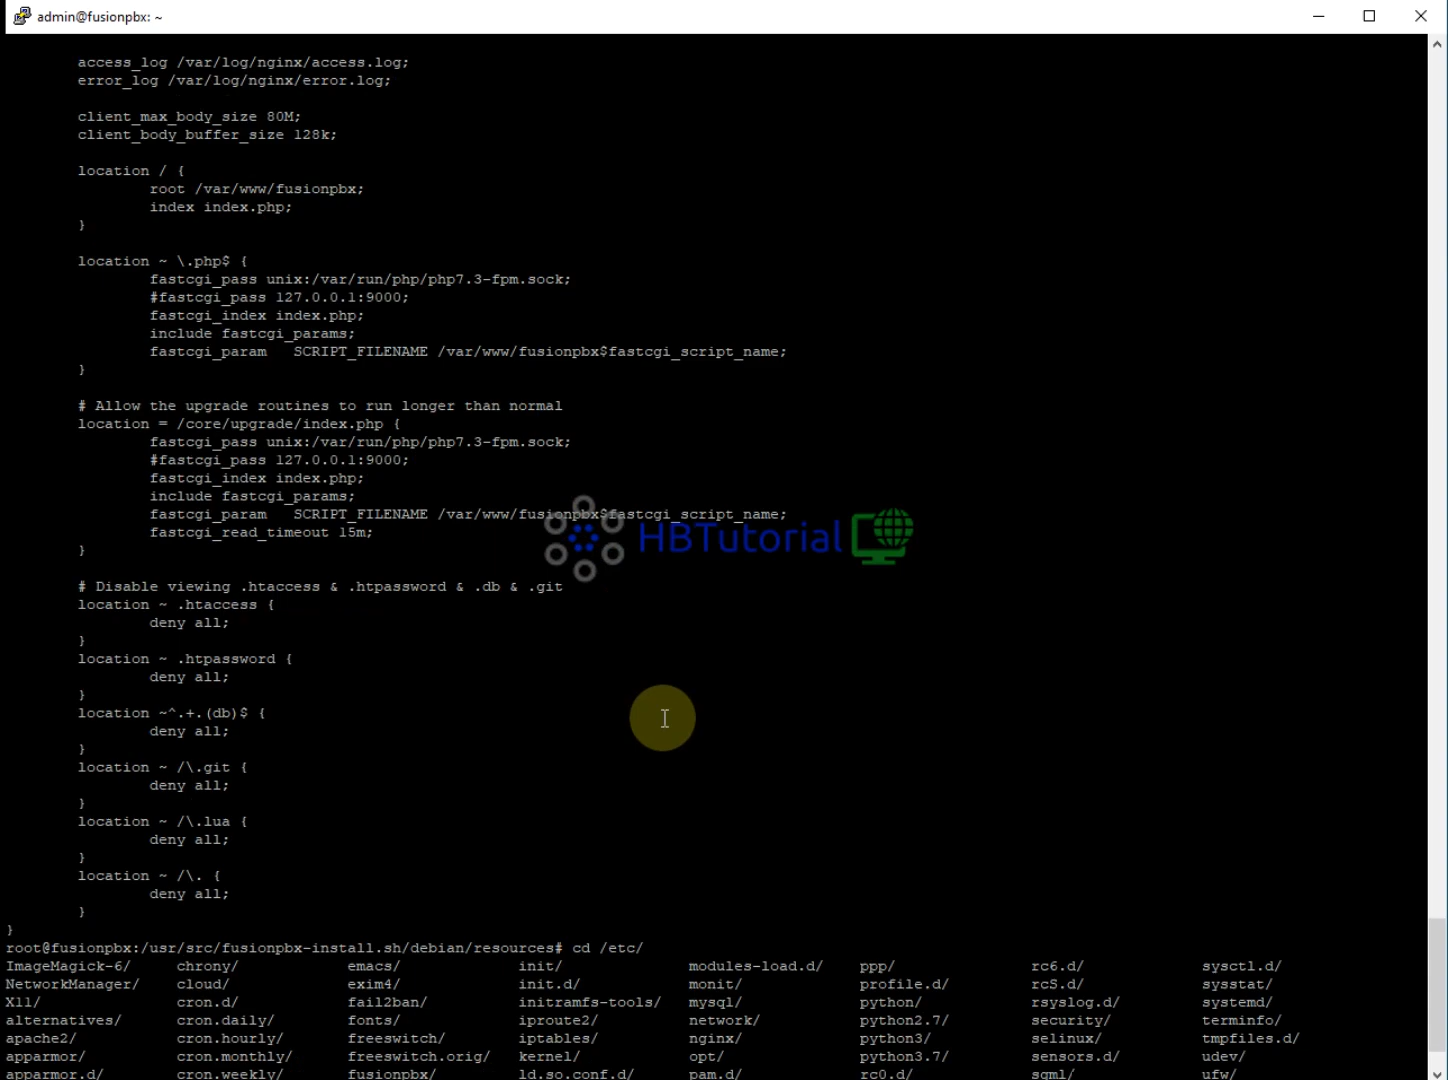 admin@fusionpbx: ~
access_log /var/log/nginx/access.log;
error_log /var/log/nginx/error.log;
client_max_body_size 80M;
client_body_buffer_size 128k;
location / {
root /var/www/fusionpbx;
index index.php;
}
location ~ \.php$ {
fastcgi_pass unix:/var/run/php/php7.3-fpm.sock;
#fastcgi_pass 127.0.0.1:9000;
fastcgi_index index.php;
include fastcgi_params;
fastcgi_param   SCRIPT_FILENAME /var/www/fusionpbx$fastcgi_script_name;
}
# Allow the upgrade routines to run longer than normal
location = /core/upgrade/index.php {
fastcgi_pass unix:/var/run/php/php7.3-fpm.sock;
#fastcgi_pass 127.0.0.1:9000;
fastcgi_index index.php;
include fastcgi_params;
fastcgi_param   SCRIPT_FILENAME /var/www/fusionpbx$fastcgi_script_name;
fastcgi_read_timeout 15m;
HBTutorial
}
# Disable viewing .htaccess & .htpassword & .db & .git
location ~ .htaccess {
deny all;
}
location ~ .htpassword {
deny all;
}
location ~^.+.(db)$ {
deny all;
}
location ~ /\.git {
deny all;
}
location ~ /\.lua {
deny all;
}
location ~ /\. {
deny all;
}
}
root@fusionpbx:/usr/src/fusionpbx-install.sh/debian/resources# cd /etc/
ImageMagick-6/ chrony/ emacs/ init/ modules-load.d/ ppp/ rc6.d/ sysctl.d/
NetworkManager/ cloud/ exim4/ init.d/ monit/ profile.d/ rcS.d/ sysstat/
X11/ cron.d/ fail2ban/ initramfs-tools/ mysql/ python/ rsyslog.d/ systemd/
alternatives/ cron.daily/ fonts/ iproute2/ network/ python2.7/ security/ terminfo/
apache2/ cron.hourly/ freeswitch/ iptables/ nginx/ python3/ selinux/ tmpfiles.d/
apparmor/ cron.monthly/ freeswitch.orig/ kernel/ opt/ python3.7/ sensors.d/ udev/
apparmor.d/ cron.weekly/ fusionpbx/ ld.so.conf.d/ pam.d/ rc0.d/ sgml/ ufw/